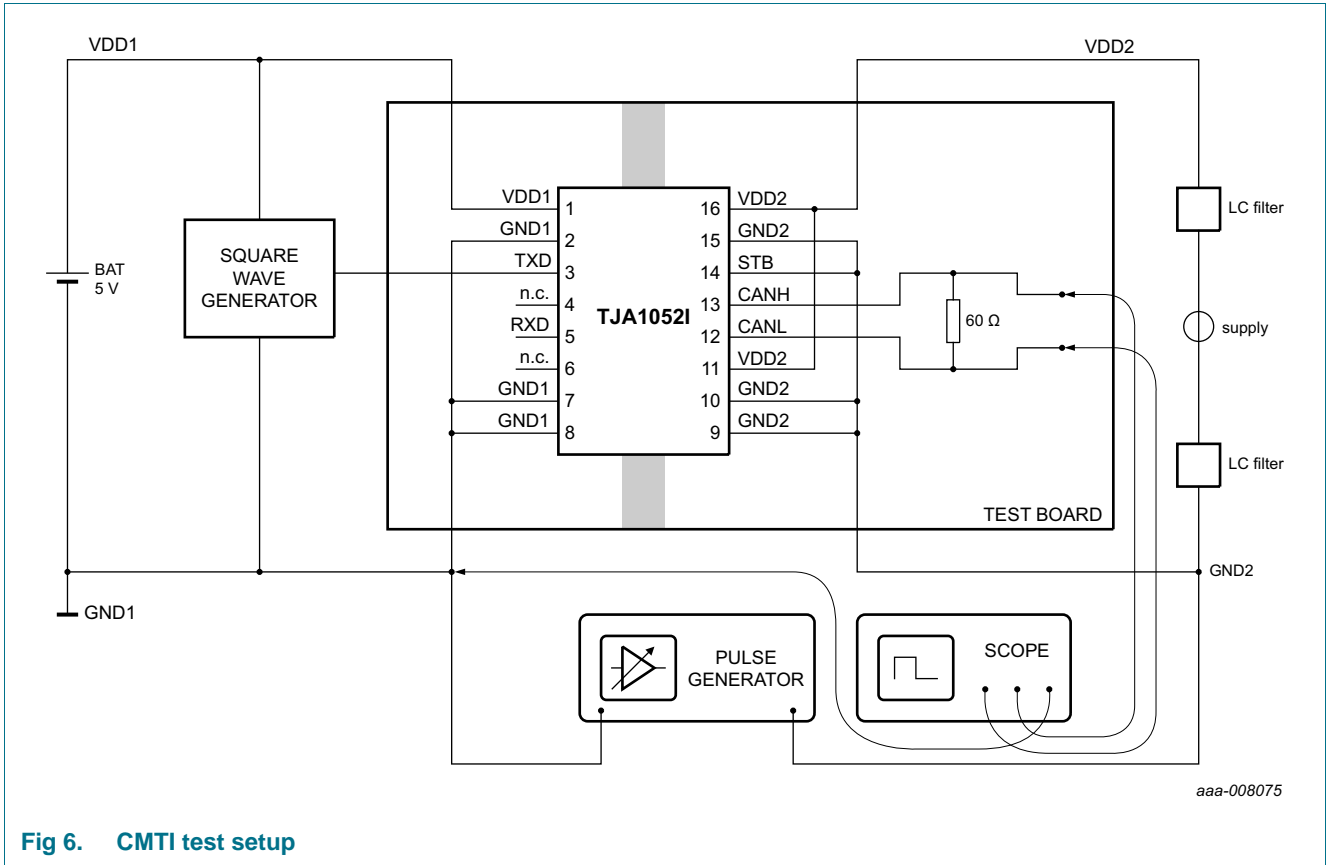 VDD1
VDD2
BAT
5 V
SQUARE
WAVE
GENERATOR
VDD1
GND1
TXD
n.c.
RXD
n.c.
GND1
GND1
1
2
3
4
5
6
7
8
TJA1052I
16
15
14
13
12
11
10
9
VDD2
GND2
STB
CANH
CANL
VDD2
GND2
GND2
60 Ω
LC filter
supply
LC filter
TEST BOARD
GND2
GND1
PULSE
GENERATOR
SCOPE
aaa-008075
Fig 6. CMTI test setup